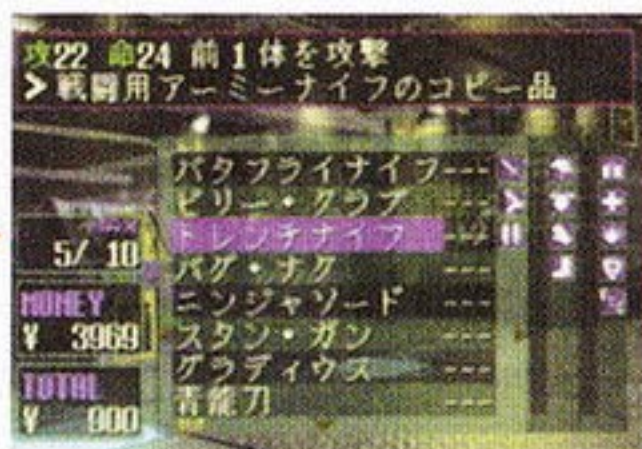 攻22 命24 前1体を攻撃
>戦闘用アーミーナイフのコピー品
バタフライナイフ---
ビリー・クラブ ---
トレンチナイフ ---
バグ・ナク ---
ニンジャソード ---
スタン・ガン ---
グラディウス ---
青龍刀 ---
5/ 10
MONEY
¥ 3969
TOTAL
¥ 900